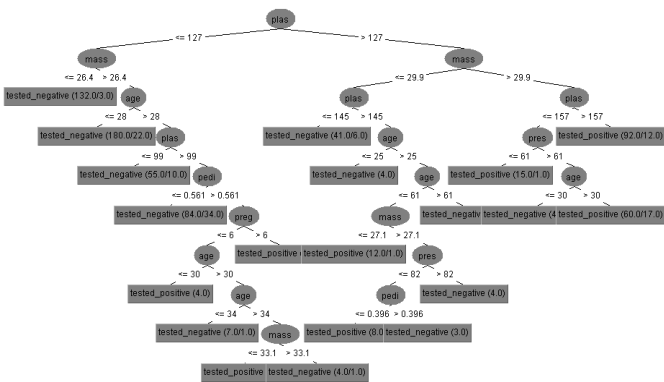 plas
<= 127 > 127
mass mass
<= 26.4 > 26.4 <= 29.9 > 29.9
tested_negative (132.0/3.0) age plas plas
<= 28 > 28 <= 145 > 145 <= 157 > 157
tested_negative (180.0/22.0) plas tested_negative (41.0/6.0) age pres tested_positive (92.0/12.0)
<= 99 > 99 <= 25 > 25 <= 61 > 61
tested_negative (55.0/10.0) pedi tested_negative (4.0) age tested_positive (15.0/1.0) age
<= 0.561 > 0.561 <= 61 > 61 <= 30 > 30
tested_negative (84.0/34.0) preg mass tested_negative (4 tested_positive (60.0/17.0)
<= 6 > 6 <= 27.1 > 27.1
age tested_positive tested_positive (12.0/1.0) pres
<= 30 > 30 <= 82 > 82
tested_positive (4.0) age pedi tested_negative (4.0)
<= 34 > 34 <= 0.396 > 0.396
tested_negative (7.0/1.0) mass tested_positive (8.0 tested_negative (3.0)
<= 33.1 > 33.1
tested_positive tested_negative (4.0/1.0)